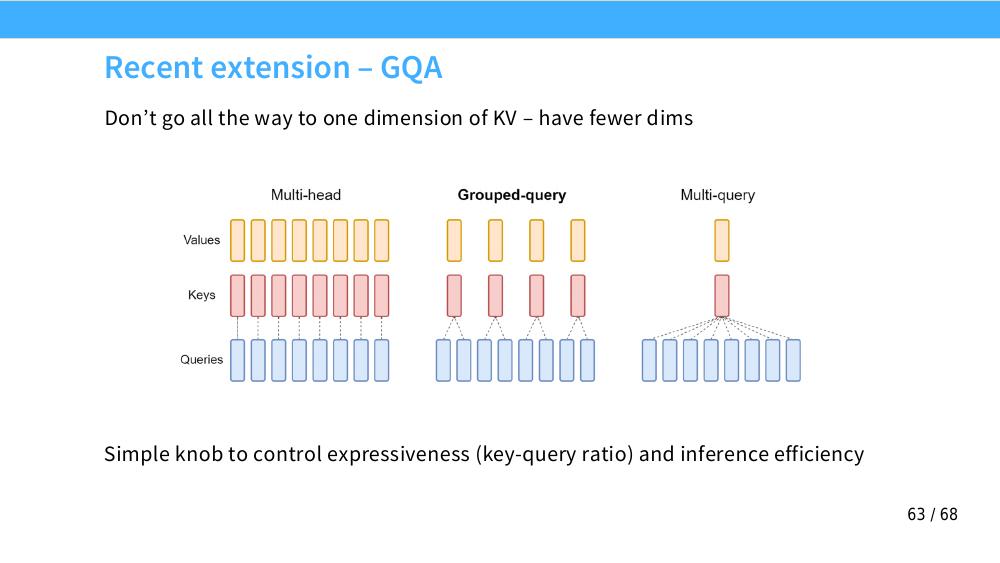 Recent extension – GQA
Don’t go all the way to one dimension of KV – have fewer dims
Multi-head
Grouped-query
Multi-query
Values
Keys
Queries
Simple knob to control expressiveness (key-query ratio) and inference efficiency
63 / 68